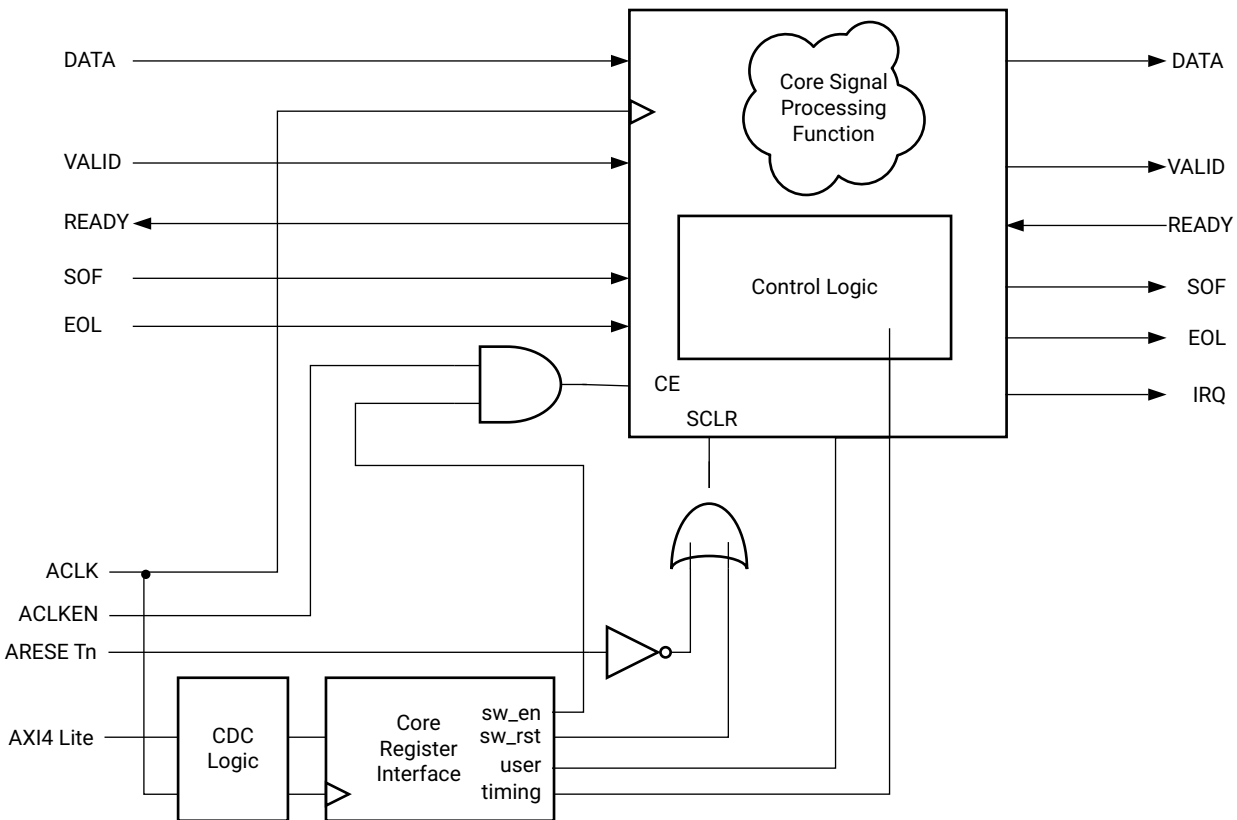 DATA
VALID
READY
SOF
EOL
ACLK
ACLKEN
ARESE Tn
AXI4 Lite
CDC
Logic
Core
Register
Interface
sw_en
sw_rst
user
timing
Core Signal
Processing
Function
Control Logic
CE
SCLR
DATA
VALID
READY
SOF
EOL
IRQ